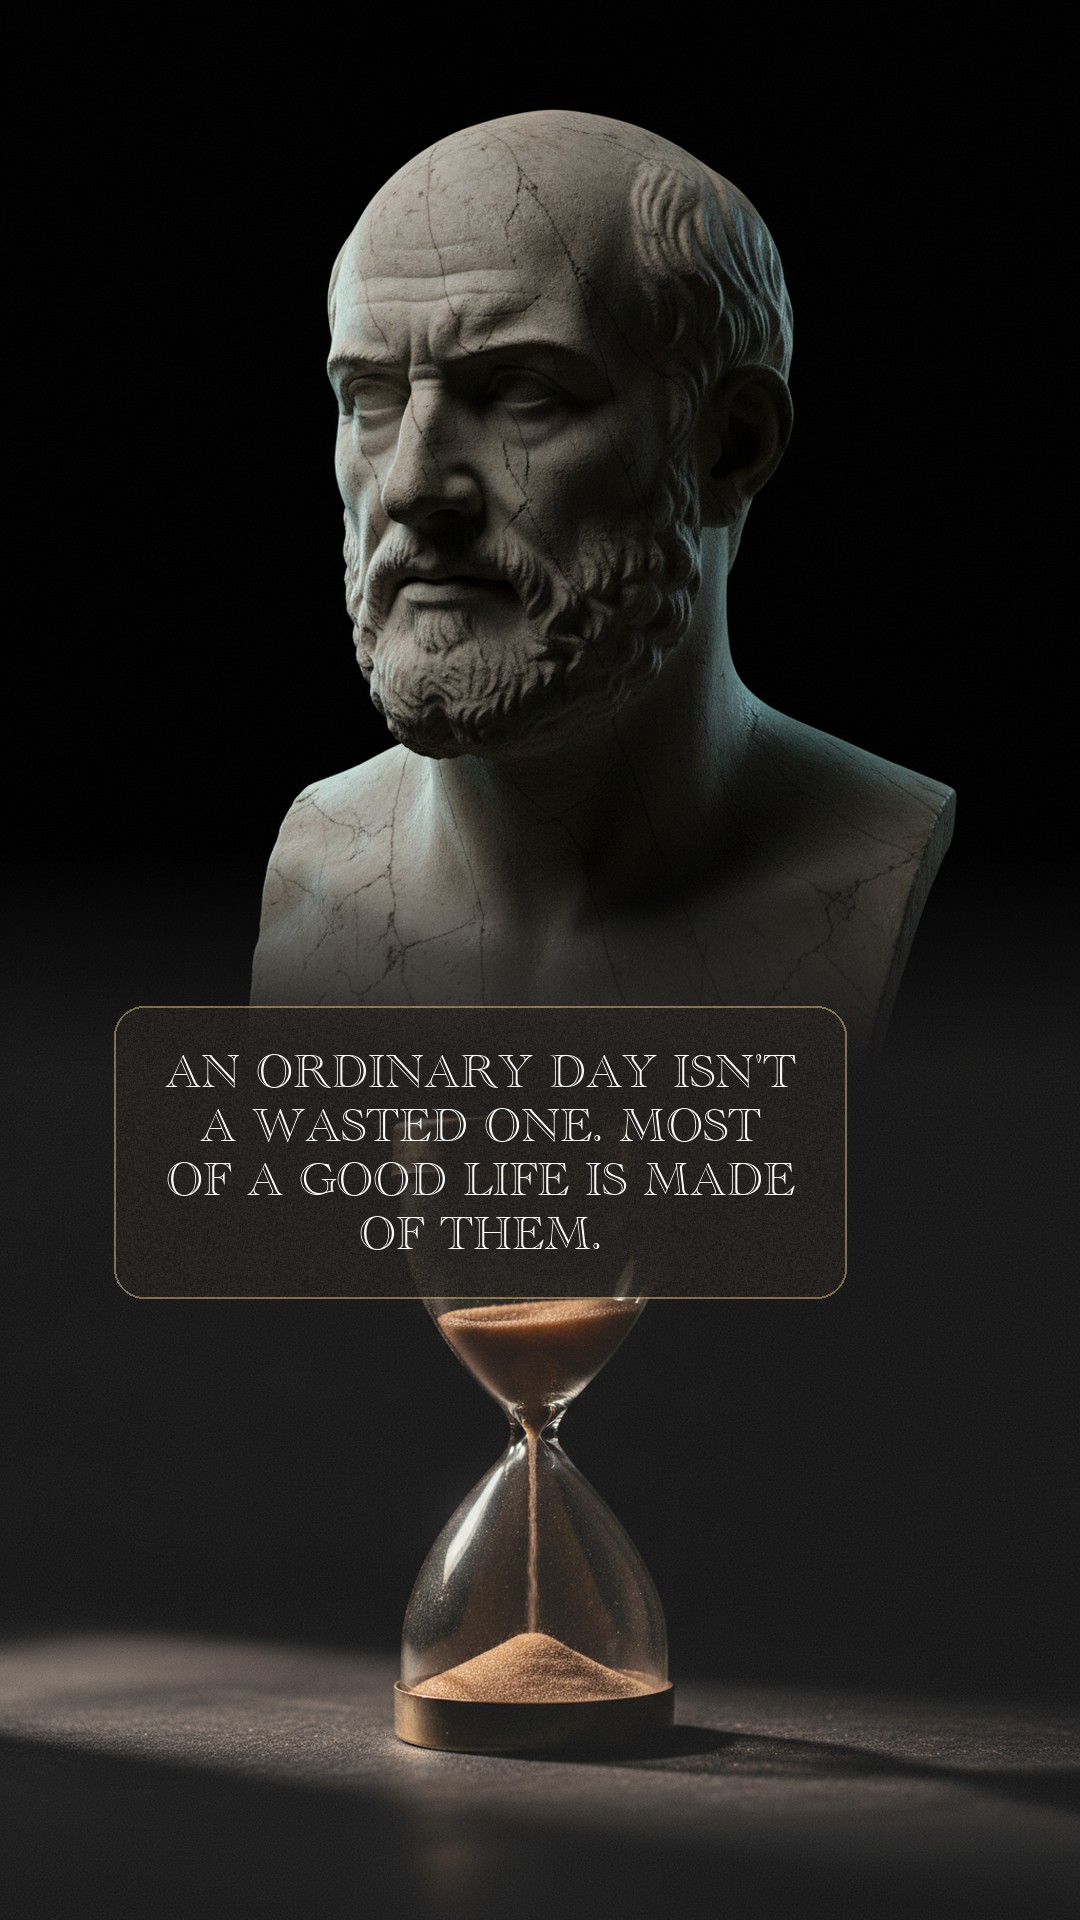 AN ORDINARY DAY ISN'T
A WASTED ONE. MOST
OF A GOOD LIFE IS MADE
OF THEM.